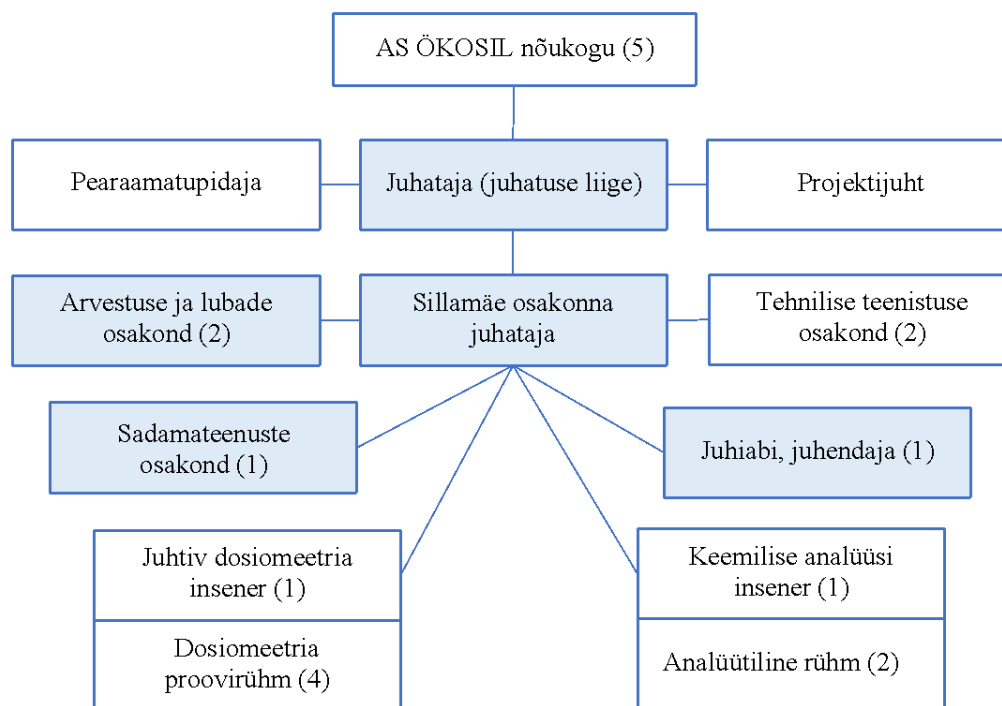 AS ÖKOSIL nõukogu (5)
Pearaamatupidaja
Juhataja (juhatuse liige)
Projektijuht
Arvestuse ja lubade
osakond (2)
Sillamäe osakonna
juhataja
Tehnilise teenistuse
osakond (2)
Sadamateenuste
osakond (1)
Juhiabi, juhendaja (1)
Juhtiv dosiomeetria
insener (1)
Dosiomeetria
proovirühm (4)
Keemilise analüüsi
insener (1)
Analüütiline rühm (2)